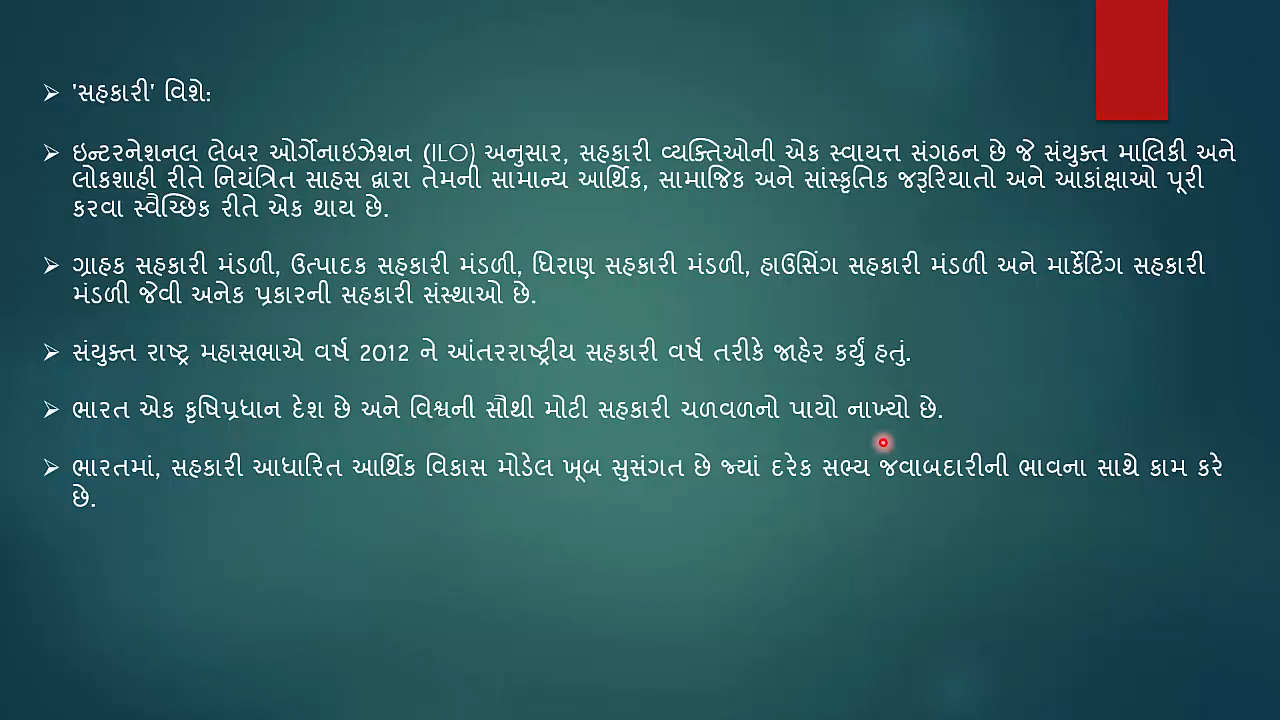 ➢ 'સહકારી' વિશે:
➢ ઇન્ટરનેશનલ લેબર ઓર્ગેનાઇઝેશન (ILO) અનુસાર, સહકારી વ્યક્તિઓની એક સ્વાયત્ત સંગઠન છે જે સંયુક્ત માલિકી અને
લોકશાહી રીતે નિયંત્રિત સાહસ દ્વારા તેમની સામાન્ય આર્થિક, સામાજિક અને સાંસ્કૃતિક જરૂરિયાતો અને આકાંક્ષાઓ પૂરી
કરવા સ્વૈચ્છિક રીતે એક થાય છે.
➢ ગ્રાહક સહકારી મંડળી, ઉત્પાદક સહકારી મંડળી, ધિરાણ સહકારી મંડળી, હાઉસિંગ સહકારી મંડળી અને માર્કેટિંગ સહકારી
મંડળી જેવી અનેક પ્રકારની સહકારી સંસ્થાઓ છે.
➢ સંયુક્ત રાષ્ટ્ર મહાસભાએ વર્ષ 2012 ને આંતરરાષ્ટ્રીય સહકારી વર્ષ તરીકે જાહેર કર્યું હતું.
➢ ભારત એક કૃષિપ્રધાન દેશ છે અને વિશ્વની સૌથી મોટી સહકારી ચળવળનો પાયો નાખ્યો છે.
➢ ભારતમાં, સહકારી આધારિત આર્થિક વિકાસ મોડેલ ખૂબ સુસંગત છે જ્યાં દરેક સભ્ય જવાબદારીની ભાવના સાથે કામ કરે
છે.